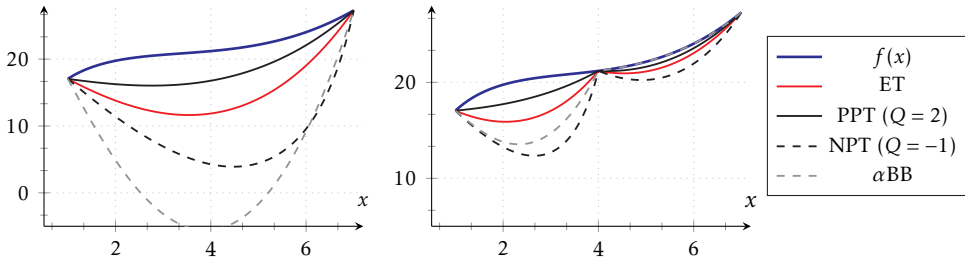 20
10
0
2
4
6
x
20
10
2
4
6
x
f(x)
ET
PPT (Q = 2)
NPT (Q = −1)
αBB